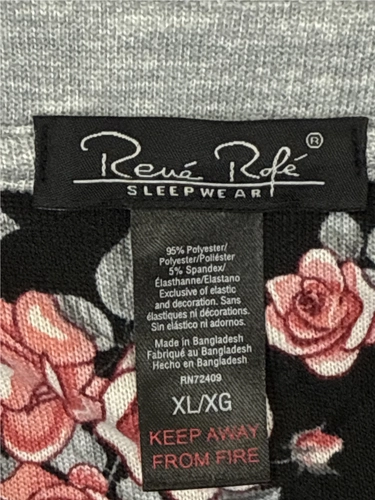 René Rofé ®
SLEEPWEAR
95% Polyester/
Polyester/Poliéster
5% Spandex/
Élasthanne/Elastano
Exclusive of elastic
and decoration. Sans
élastiques ni décorations.
Sin elástico ni adornos.
Made in Bangladesh
Fabriqué au Bangladesh
Hecho en Bangladesh
RN72409
XL/XG
KEEP AWAY
FROM FIRE